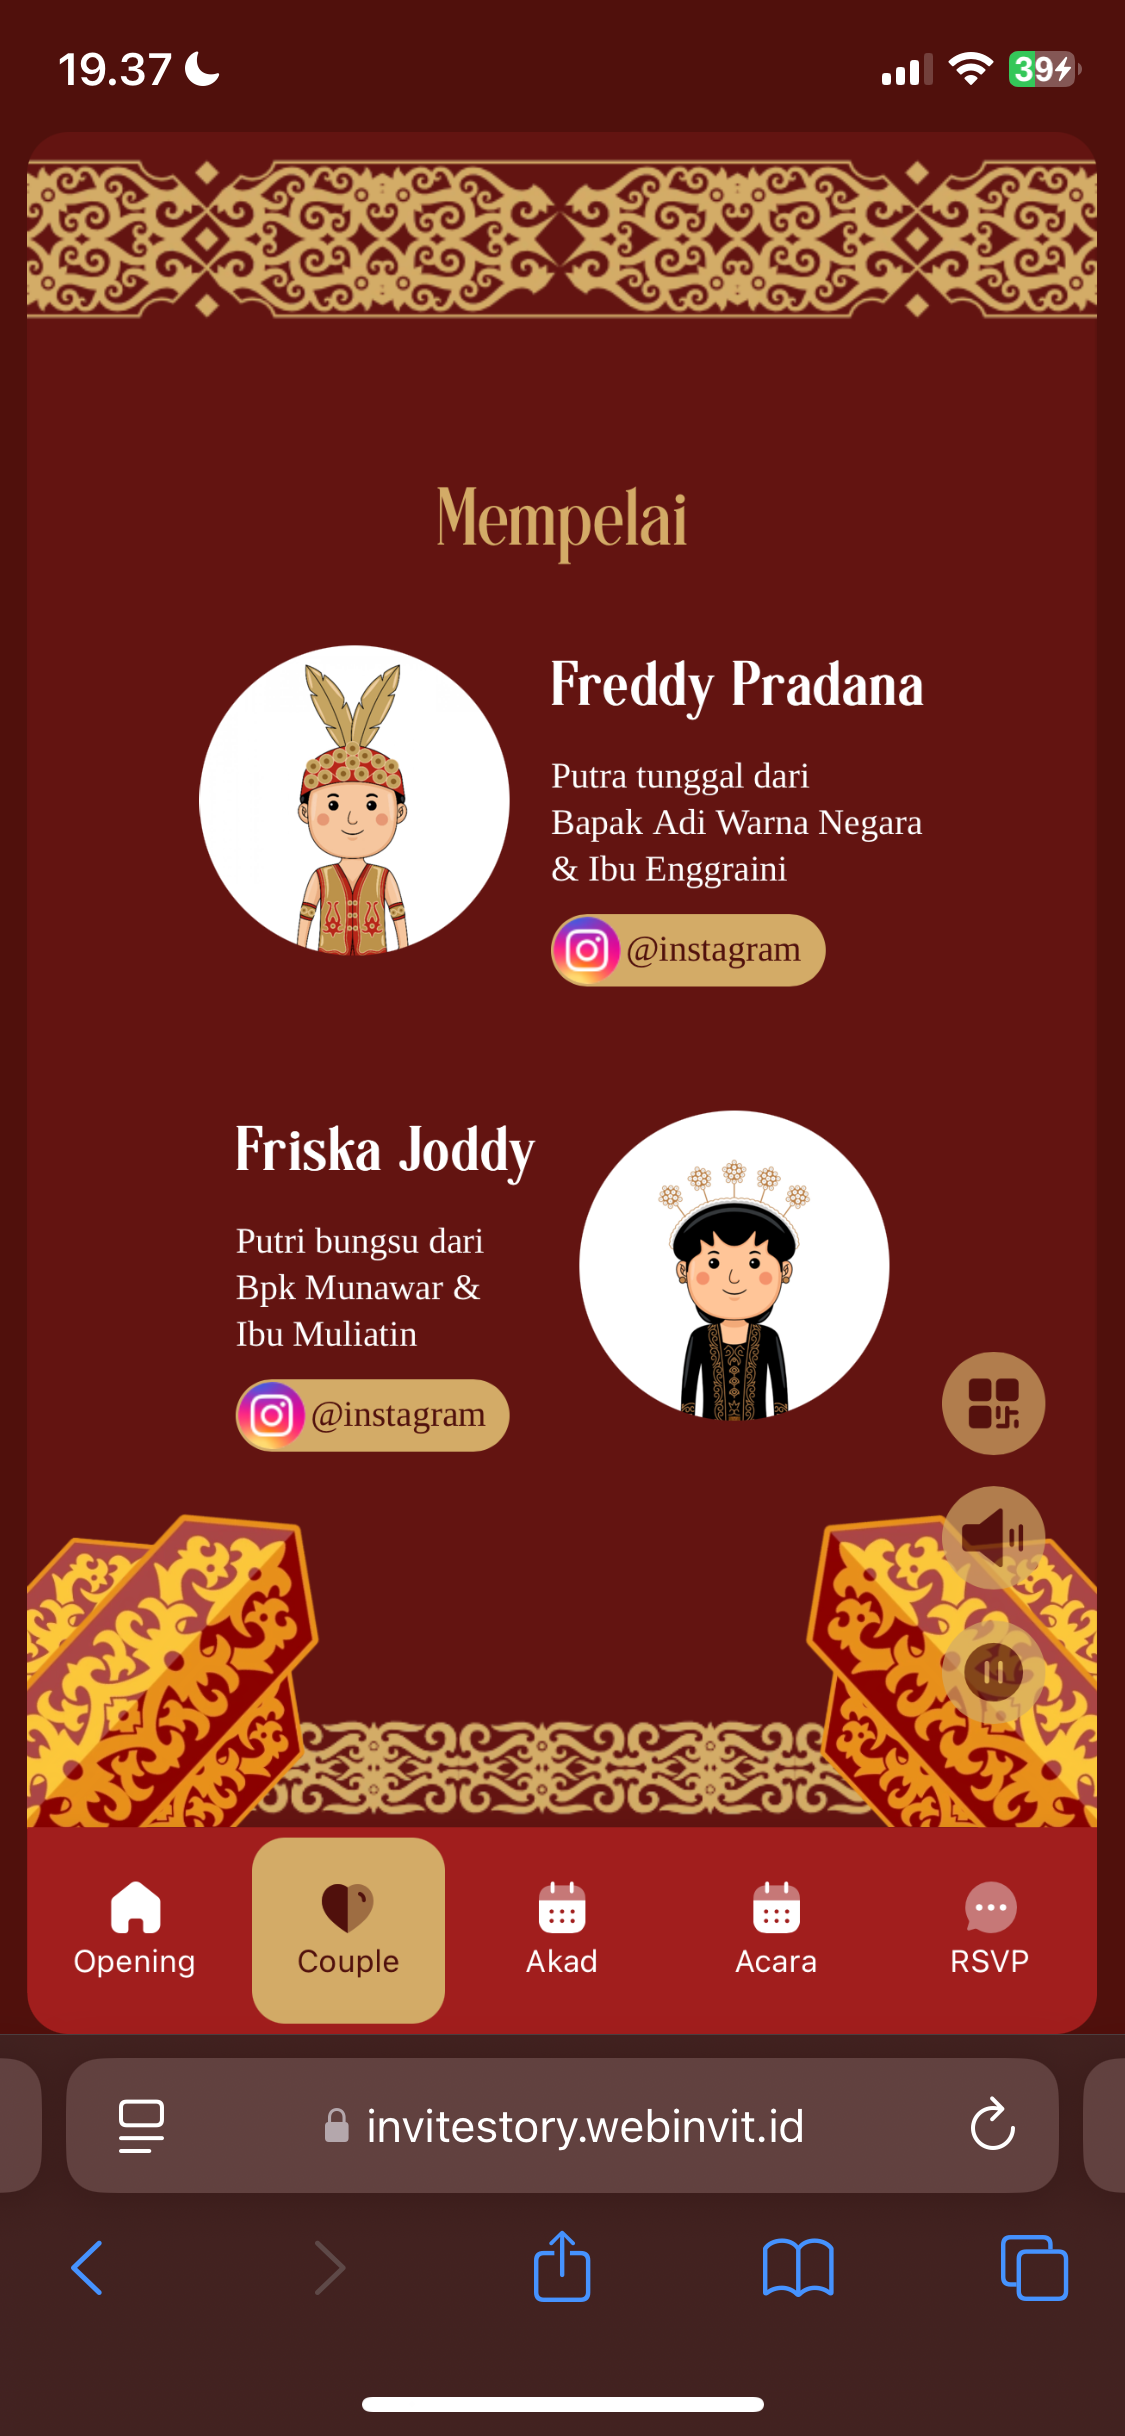 19.37
39
Mempelai
Freddy Pradana
Putra tunggal dari
Bapak Adi Warna Negara
& Ibu Enggraini
@instagram
Friska Joddy
Putri bungsu dari
Bpk Munawar &
Ibu Muliatin
@instagram
Opening
Couple
Akad
Acara
RSVP
invitestory.webinvit.id